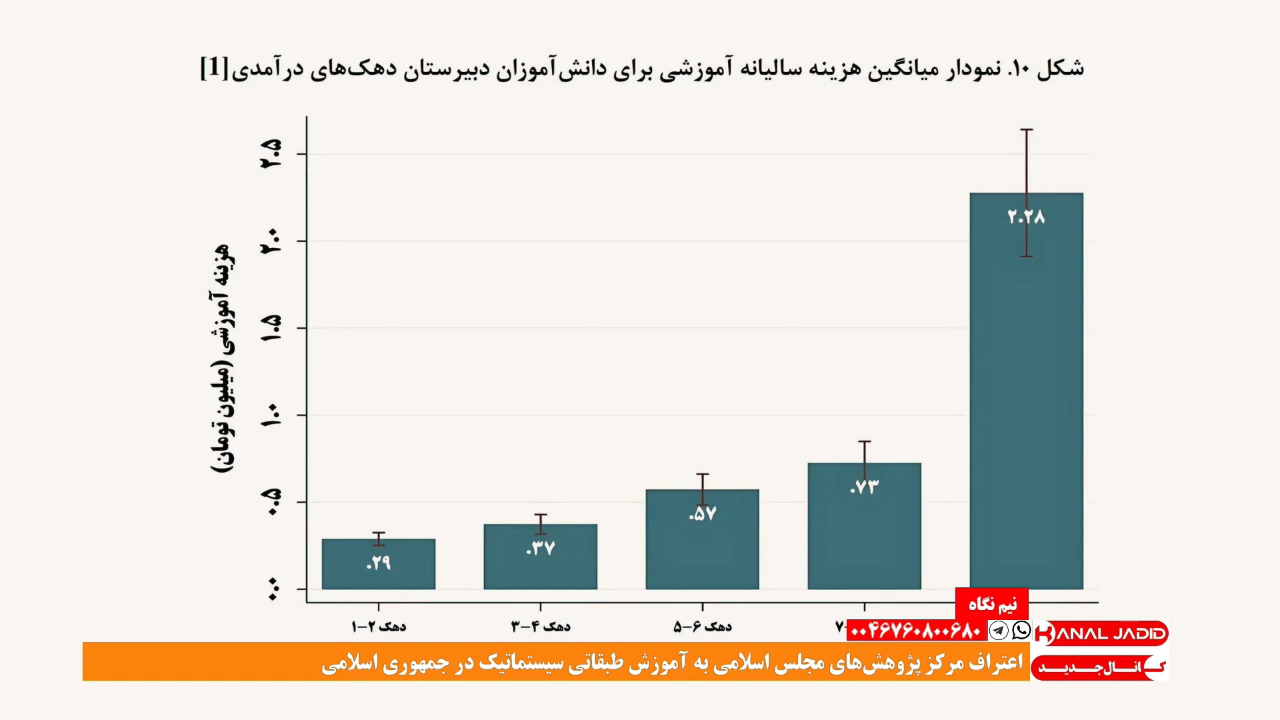 شکل ۱۰. نمودار میانگین هزینه سالیانه آموزشی برای دانش‌آموزان دبیرستان دهک‌های درآمدی[1]
هزینه آموزشی (میلیون تومان)
۲.۵
۲.۰
۱.۵
۱.۰
۰.۵
۰.۰
.۲۹
.۳۷
.۵۷
.۷۳
۲.۲۸
دهک ۲-۱
دهک ۴-۳
دهک ۶-۵
نیم نگاه
۰۰۴۶۷۶۰۸۰۰۶۸۰
KANAL JADID
کانال جدید
اعتراف مرکز پژوهش‌های مجلس اسلامی به آموزش طبقاتی سیستماتیک در جمهوری اسلامی